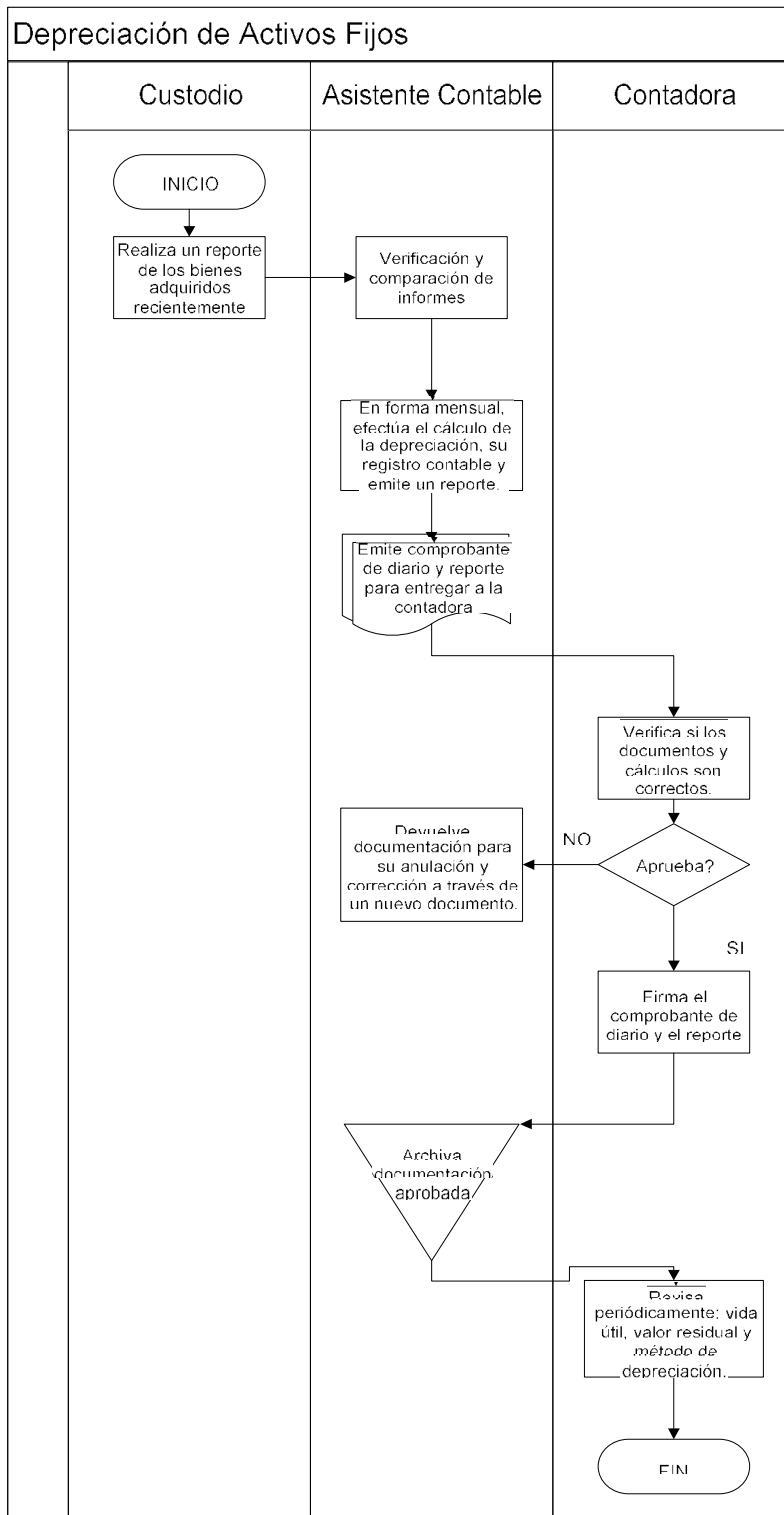 Depreciación de Activos Fijos
Custodio
Asistente Contable
Contadora
INICIO
Realiza un reporte
de los bienes
adquiridos
recientemente
Verificación y
comparación de
informes
En forma mensual,
efectúa el cálculo de
la depreciación, su
registro contable y
emite un reporte.
Emite comprobante
de diario y reporte
para entregar a la
contadora
Verifica si los
documentos y
cálculos son
correctos.
Aprueba?
NO
Devuelve
documentación para
su anulación y
corrección a través de
un nuevo documento.
SI
Firma el
comprobante de
diario y el reporte
Archiva
documentación
aprobada
Revisa
periódicamente: vida
útil, valor residual y
método de
depreciación.
FIN